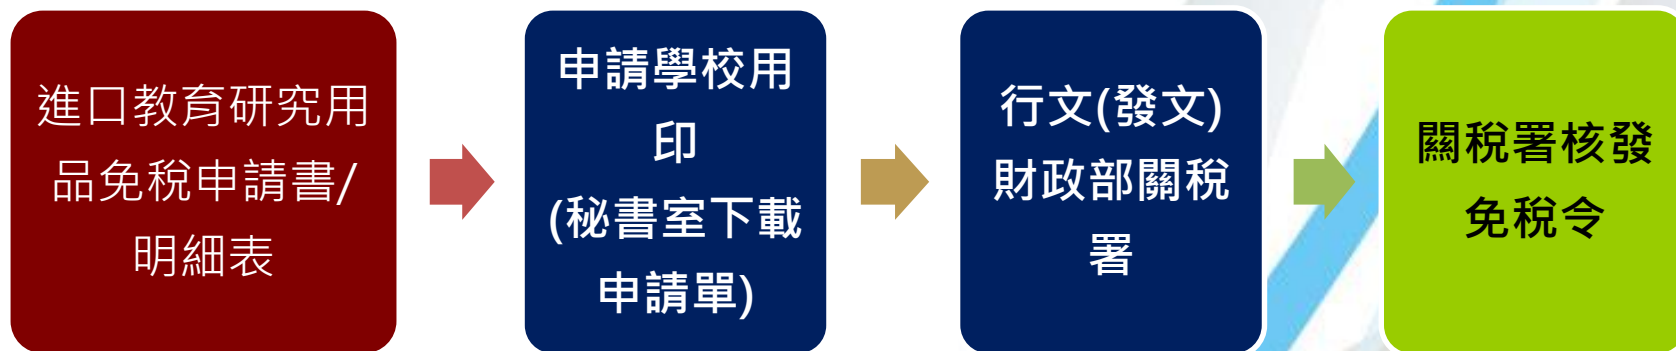 進口教育研究用
品免稅申請書/
明細表
申請學校用
印
(秘書室下載
申請單)
行文(發文)
財政部關稅
署
關稅署核發
免稅令